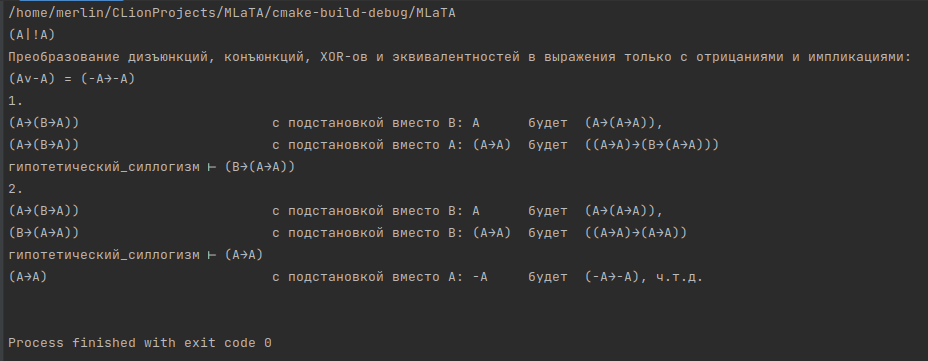 /home/merlin/CLionProjects/MLaTA/cmake-build-debug/MLaTA
(A|!A)
Преобразование дизъюнкций, конъюнкций, XOR-ов и эквивалентностей в выражения только с отрицаниями и импликациями:
(Av-A) = (-A→-A)
1.
(A→(B→A)) с подстановкой вместо B: A будет (A→(A→A)),
(A→(B→A)) с подстановкой вместо A: (A→A) будет ((A→A)→(B→(A→A)))
гипотетический_силлогизм ⊢ (B→(A→A))
2.
(A→(B→A)) с подстановкой вместо B: A будет (A→(A→A)),
(B→(A→A)) с подстановкой вместо B: (A→A) будет ((A→A)→(A→A))
гипотетический_силлогизм ⊢ (A→A)
(A→A) с подстановкой вместо A: -A будет (-A→-A), ч.т.д.
Process finished with exit code 0